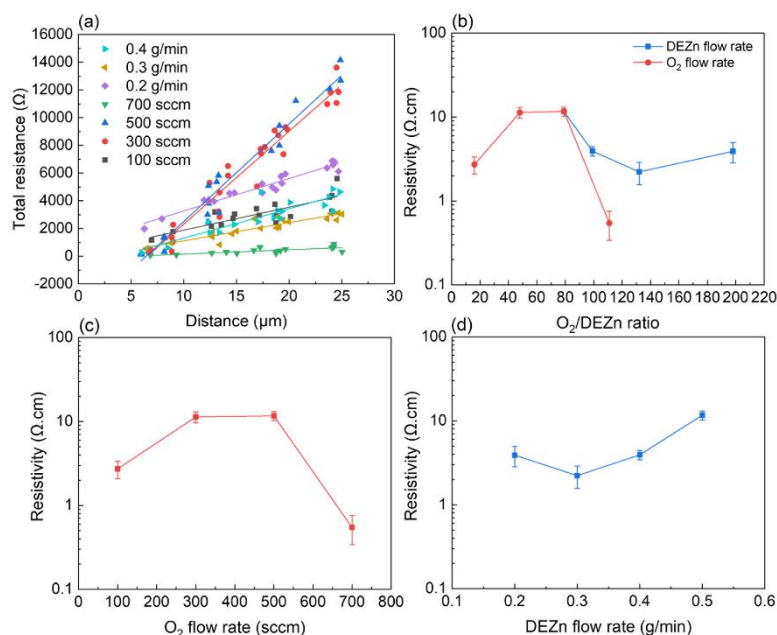 (a)
16000
14000
12000
10000
8000
6000
4000
2000
0
-2000
Total resistance (Ω)
0.4 g/min
0.3 g/min
0.2 g/min
700 sccm
500 sccm
300 sccm
100 sccm
0 5 10 15 20 25 30
Distance (μm)
(b)
100
10
1
0.1
Resistivity (Ω.cm)
DEZn flow rate
O₂ flow rate
0 20 40 60 80 100 120 140 160 180 200 220
O₂/DEZn ratio
(c)
100
10
1
0.1
Resistivity (Ω.cm)
0 100 200 300 400 500 600 700 800
O₂ flow rate (sccm)
(d)
100
10
1
0.1
Resistivity (Ω.cm)
0.1 0.2 0.3 0.4 0.5 0.6
DEZn flow rate (g/min)